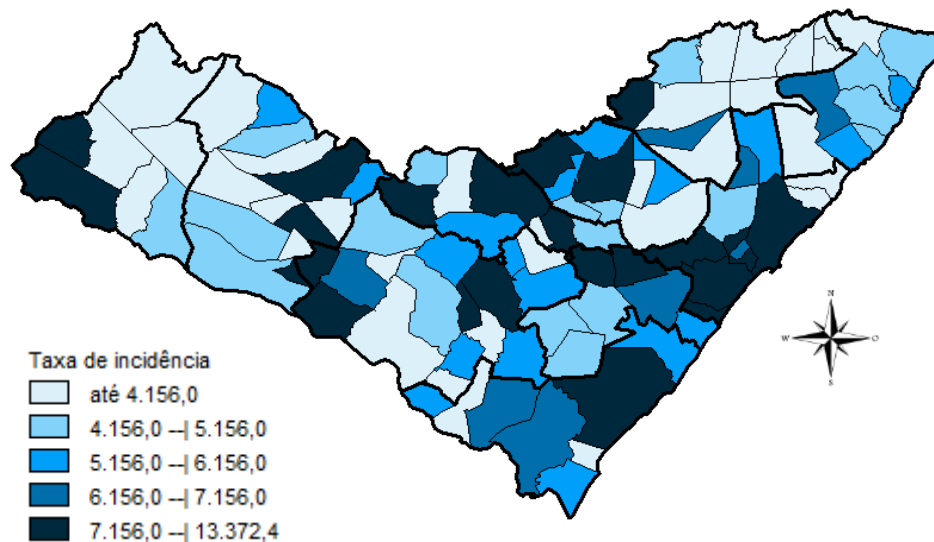 N
W
O
S
Taxa de incidência
até 4.156,0
4.156,0 --| 5.156,0
5.156,0 --| 6.156,0
6.156,0 --| 7.156,0
7.156,0 --| 13.372,4